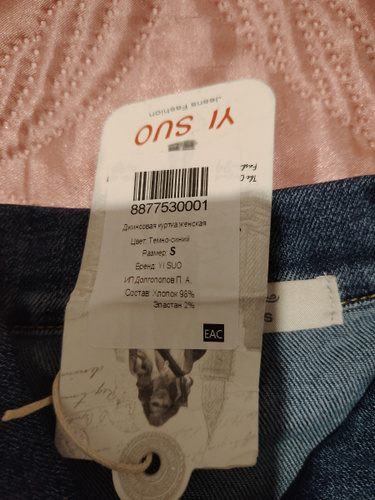 YI SUO
Jeans Fashion
8877530001
Джинсовая куртка женская
Цвет: Темно-синий
Размер: S
Бренд: YI SUO
ИП Долгополов П. А.
Состав: Хлопок 98%
Эластан 2%
EAC
S